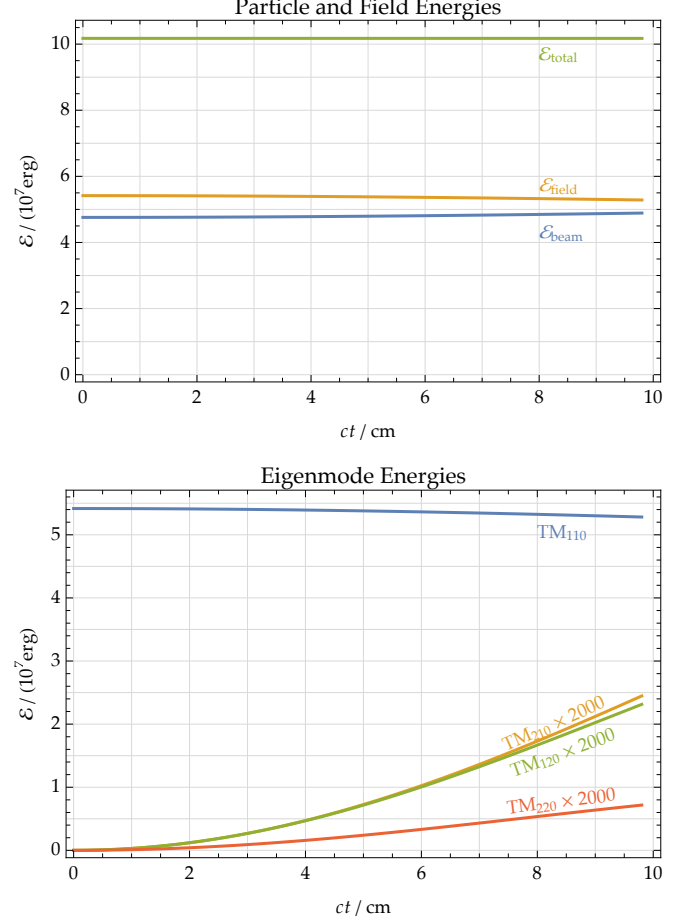 Particle and Field Energies
10
ℰtotal
8
6
ℰfield
ℰ / (10⁷erg)
4
ℰbeam
2
0
0 2 4 6 8 10
ct / cm
Eigenmode Energies
5
TM₁₁₀
4
ℰ / (10⁷erg)
3
2
TM₂₁₀ × 2000
TM₁₂₀ × 2000
1
TM₂₂₀ × 2000
0
0 2 4 6 8 10
ct / cm